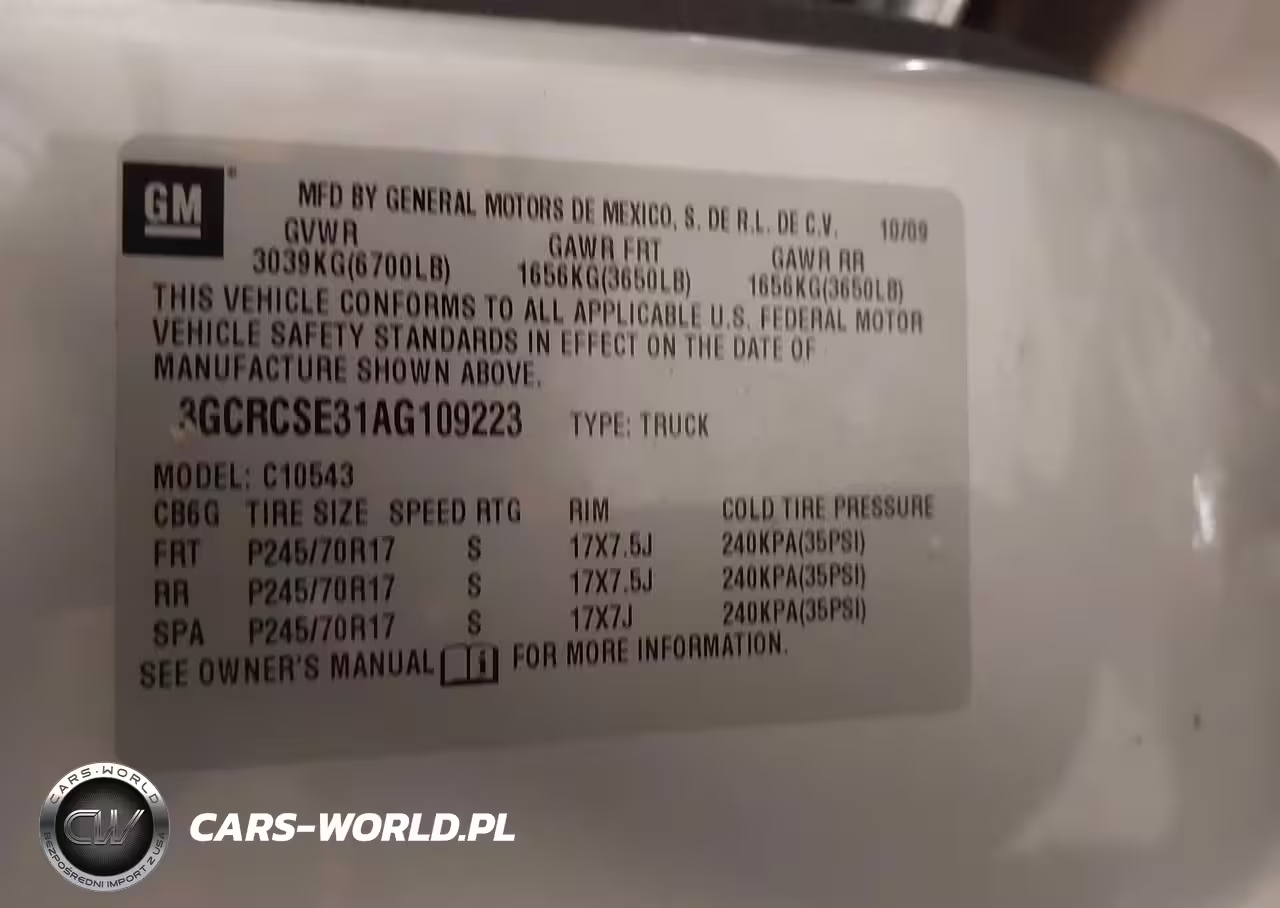 GM ®
MFD BY GENERAL MOTORS DE MEXICO, S. DE R.L. DE C.V. 10/09
GVWR GAWR FRT GAWR RR
3039KG(6700LB) 1656KG(3650LB) 1656KG(3650LB)
THIS VEHICLE CONFORMS TO ALL APPLICABLE U.S. FEDERAL MOTOR
VEHICLE SAFETY STANDARDS IN EFFECT ON THE DATE OF
MANUFACTURE SHOWN ABOVE.
3GCRCSE31AG109223 TYPE: TRUCK
MODEL: C10543
CB6G TIRE SIZE SPEED RTG RIM COLD TIRE PRESSURE
FRT P245/70R17 S 17X7.5J 240KPA(35PSI)
RR P245/70R17 S 17X7.5J 240KPA(35PSI)
SPA P245/70R17 S 17X7J 240KPA(35PSI)
SEE OWNER'S MANUAL i FOR MORE INFORMATION.
CARS-WORLD
CW
BEZPOŚREDNI IMPORT Z USA
CARS-WORLD.PL